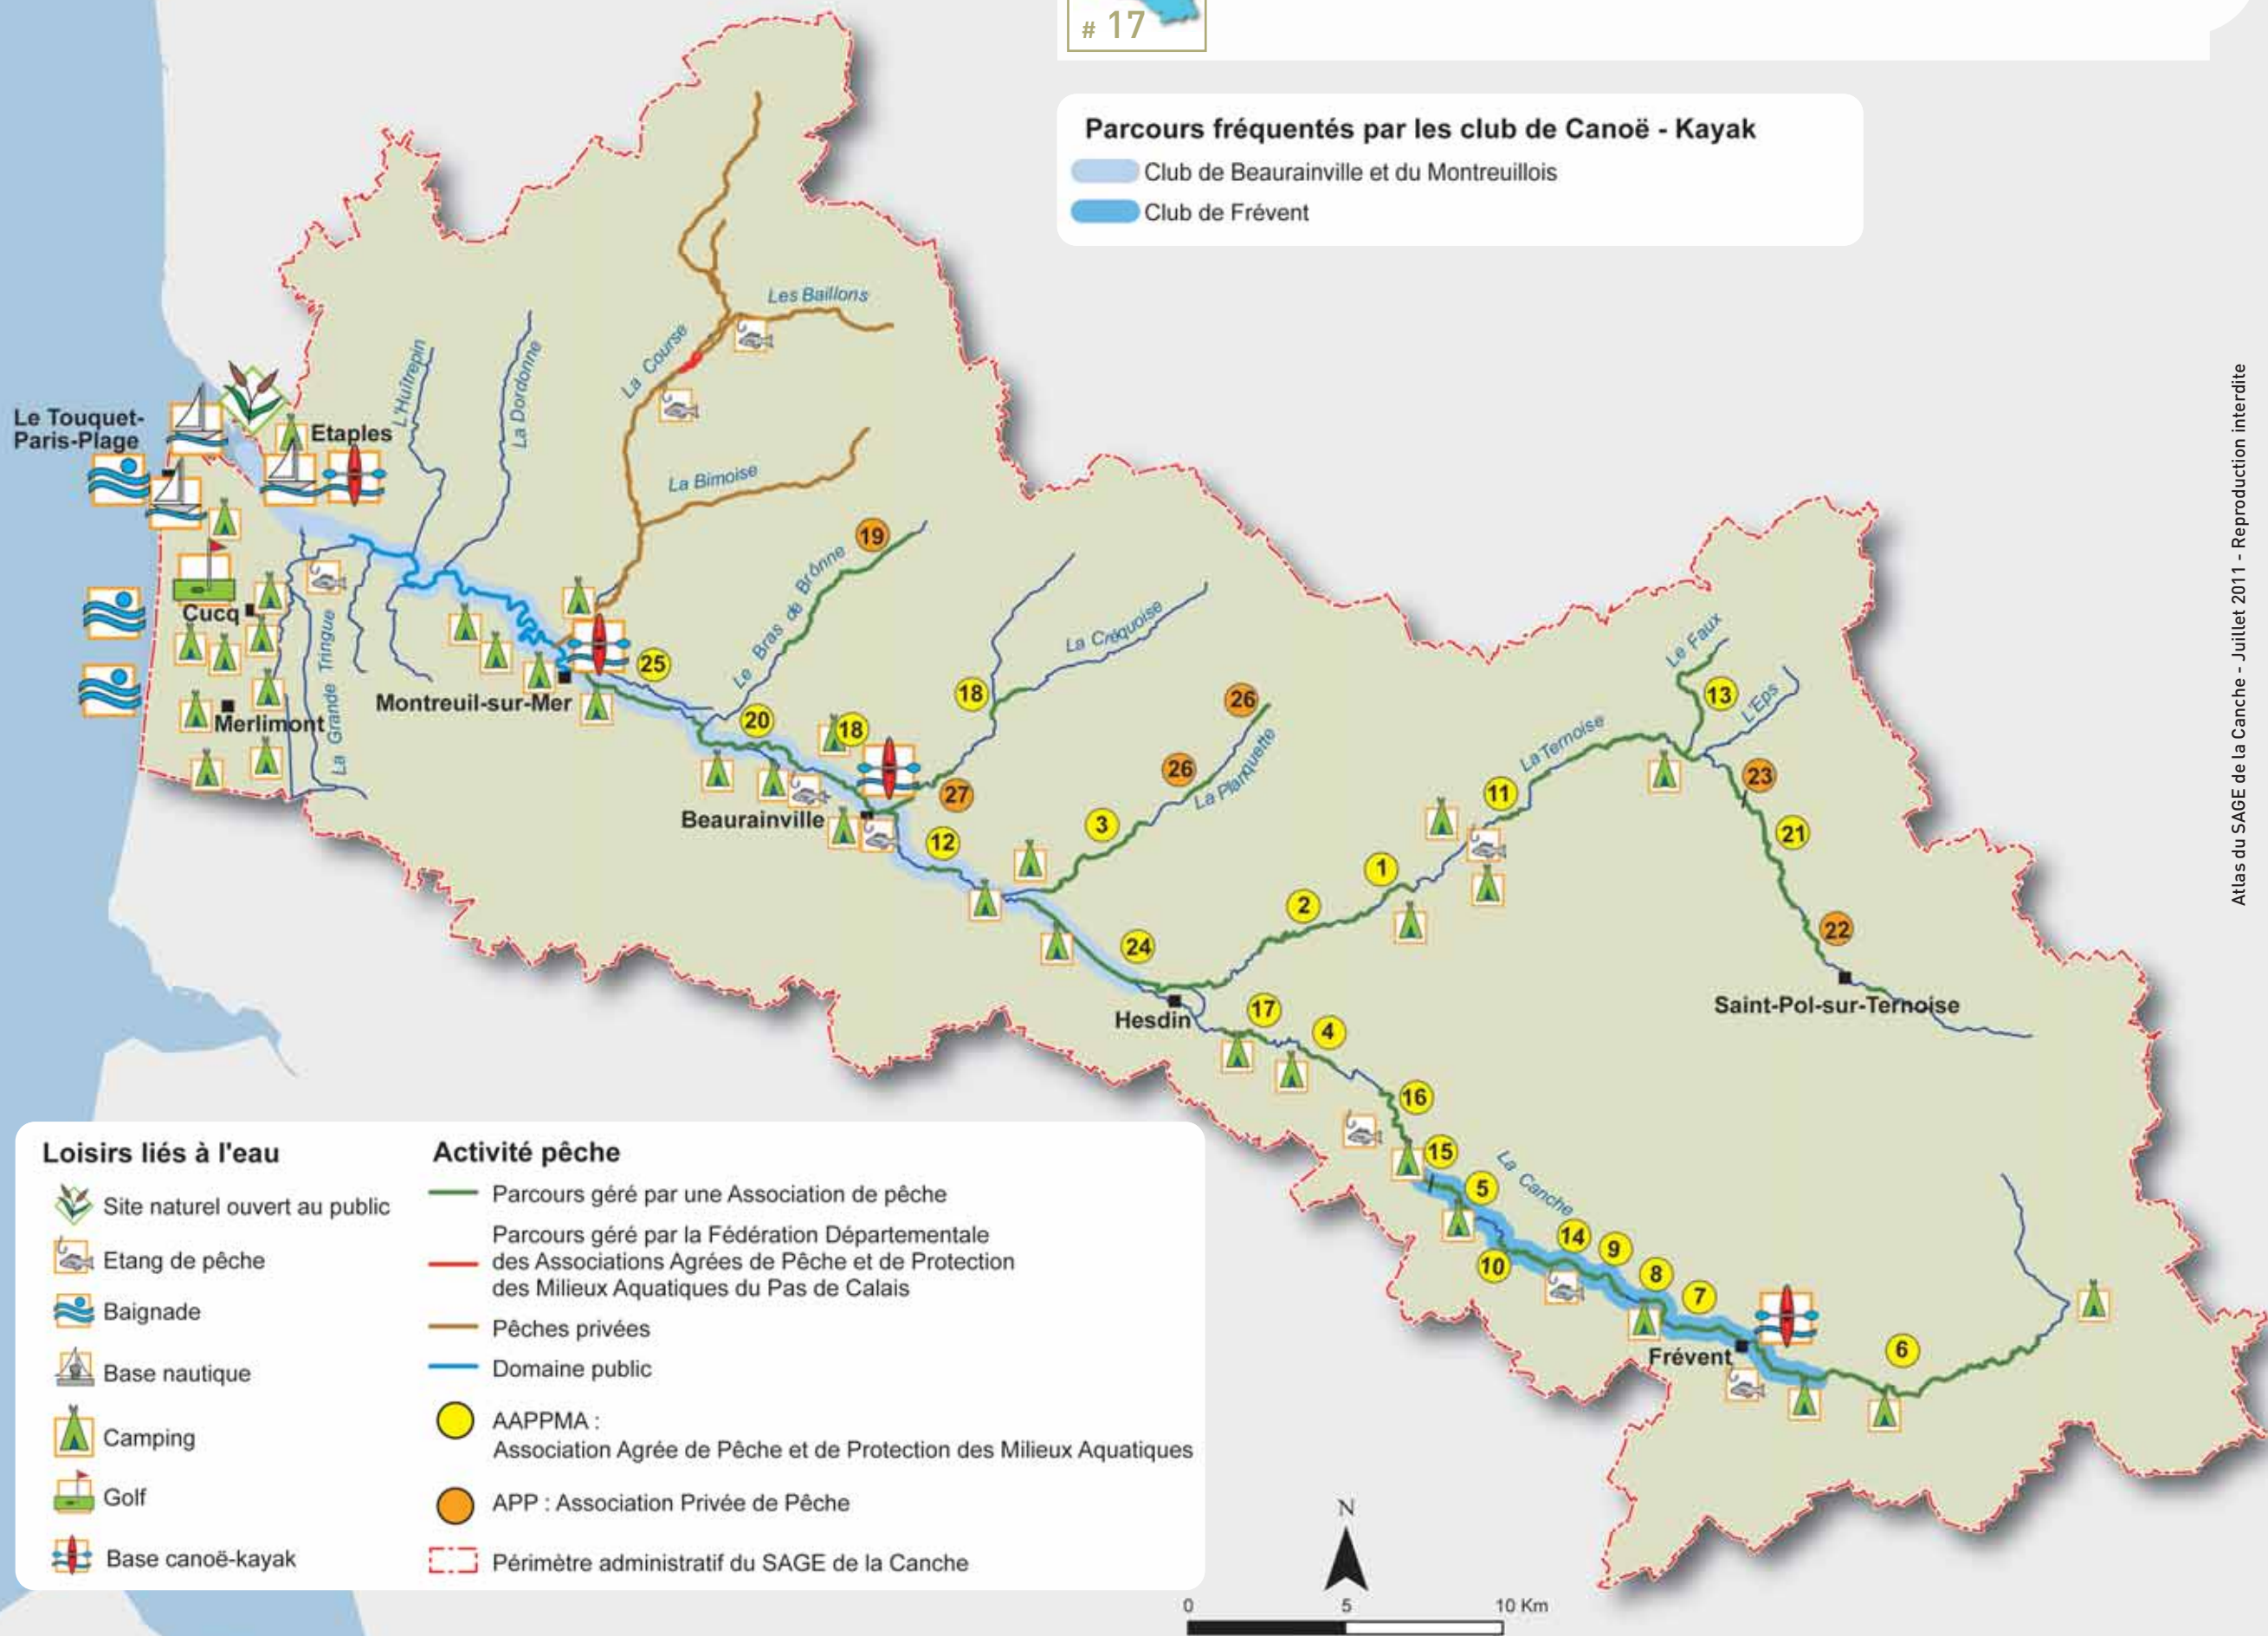 # 17
Parcours fréquentés par les club de Canoë - Kayak
Club de Beaurainville et du Montreuillois
Club de Frévent
Les Baillons
La Course
L'Huîtrepin
La Dordonne
Le Touquet-
Paris-Plage
Etaples
La Bimoise
19
Le Bras de Brônne
La Créquoise
Cucq
La Grande Tringue
25
Montreuil-sur-Mer
Merlimont
20
18
18
26
26
La Planquette
Le Faux
13
L'Eps
La Ternoise
23
21
22
Saint-Pol-sur-Ternoise
11
1
2
3
27
Beaurainville
12
24
Hesdin
17
4
16
15
5
La Canche
14
9
10
8
7
Frévent
6
Loisirs liés à l'eau
Site naturel ouvert au public
Etang de pêche
Baignade
Base nautique
Camping
Golf
Base canoë-kayak
Activité pêche
Parcours géré par une Association de pêche
Parcours géré par la Fédération Départementale
des Associations Agrées de Pêche et de Protection
des Milieux Aquatiques du Pas de Calais
Pêches privées
Domaine public
AAPPMA :
Association Agrée de Pêche et de Protection des Milieux Aquatiques
APP : Association Privée de Pêche
Périmètre administratif du SAGE de la Canche
N
0 5 10 Km
Atlas du SAGE de la Canche - Juillet 2011 - Reproduction interdite